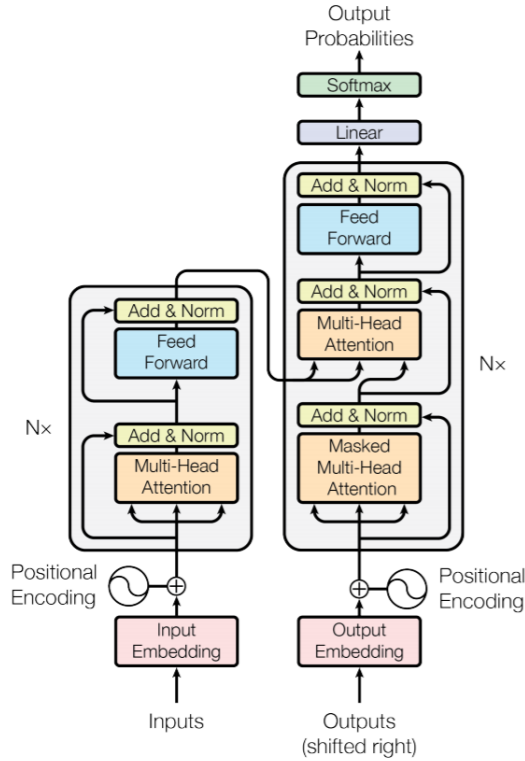 Output
Probabilities
Softmax
Linear
Add & Norm
Feed
Forward
Add & Norm
Multi-Head
Attention
Add & Norm
Masked
Multi-Head
Attention
N×
Add & Norm
Feed
Forward
Add & Norm
Multi-Head
Attention
N×
Positional
Encoding
Positional
Encoding
Input
Embedding
Output
Embedding
Inputs
Outputs
(shifted right)